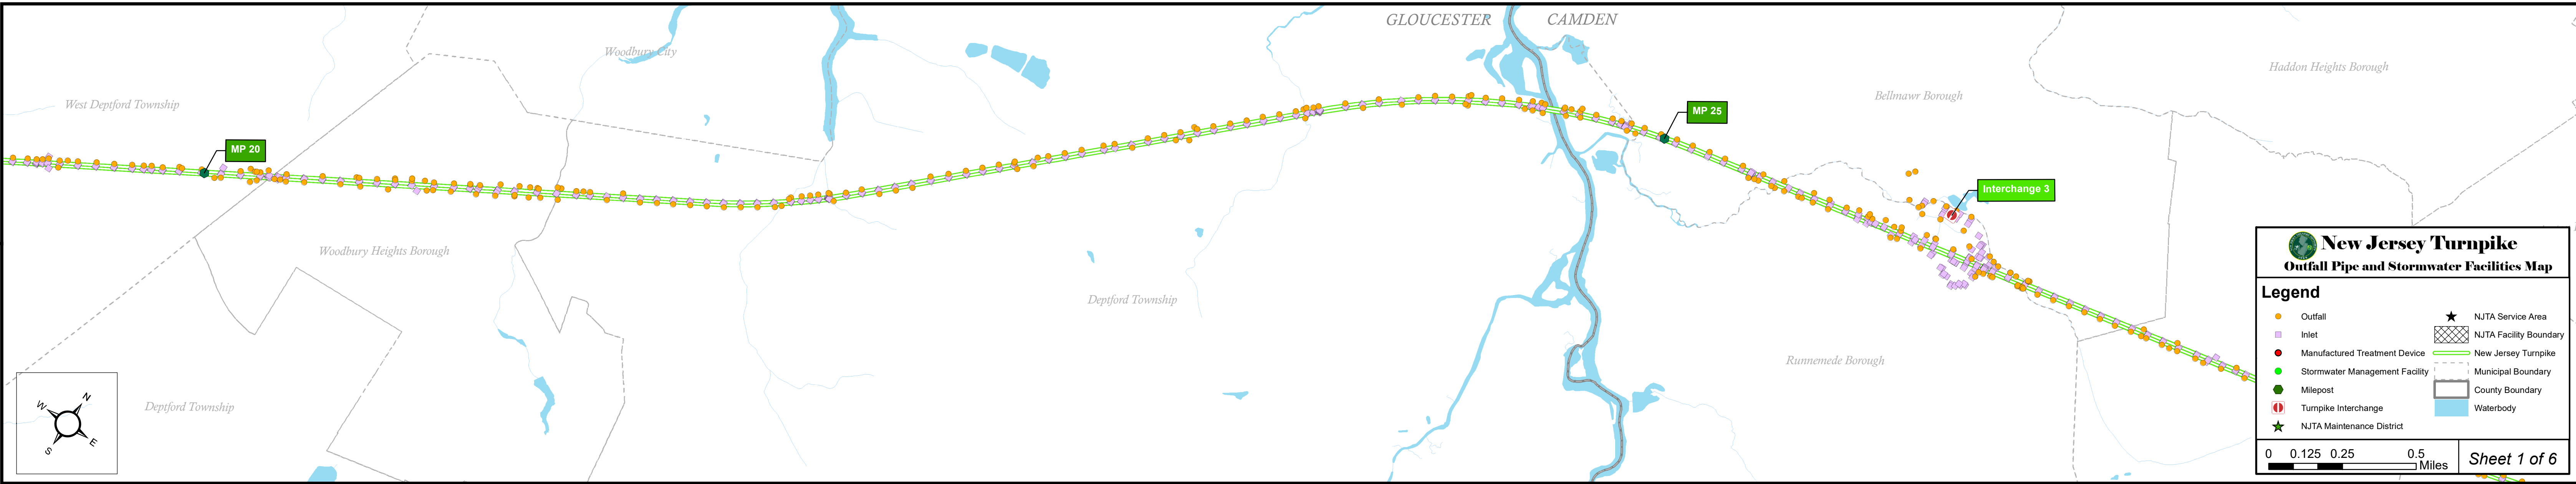 GLOUCESTER CAMDEN
Woodbury City
Haddon Heights Borough
West Deptford Township
Bellmawr Borough
MP 25
MP 20
Interchange 3
Woodbury Heights Borough
Deptford Township
Runnemede Borough
Deptford Township
N
W
E
S
New Jersey Turnpike
Outfall Pipe and Stormwater Facilities Map
Legend
Outfall
Inlet
Manufactured Treatment Device
Stormwater Management Facility
Milepost
Turnpike Interchange
NJTA Maintenance District
NJTA Service Area
NJTA Facility Boundary
New Jersey Turnpike
Municipal Boundary
County Boundary
Waterbody
0 0.125 0.25 0.5
Miles
Sheet 1 of 6